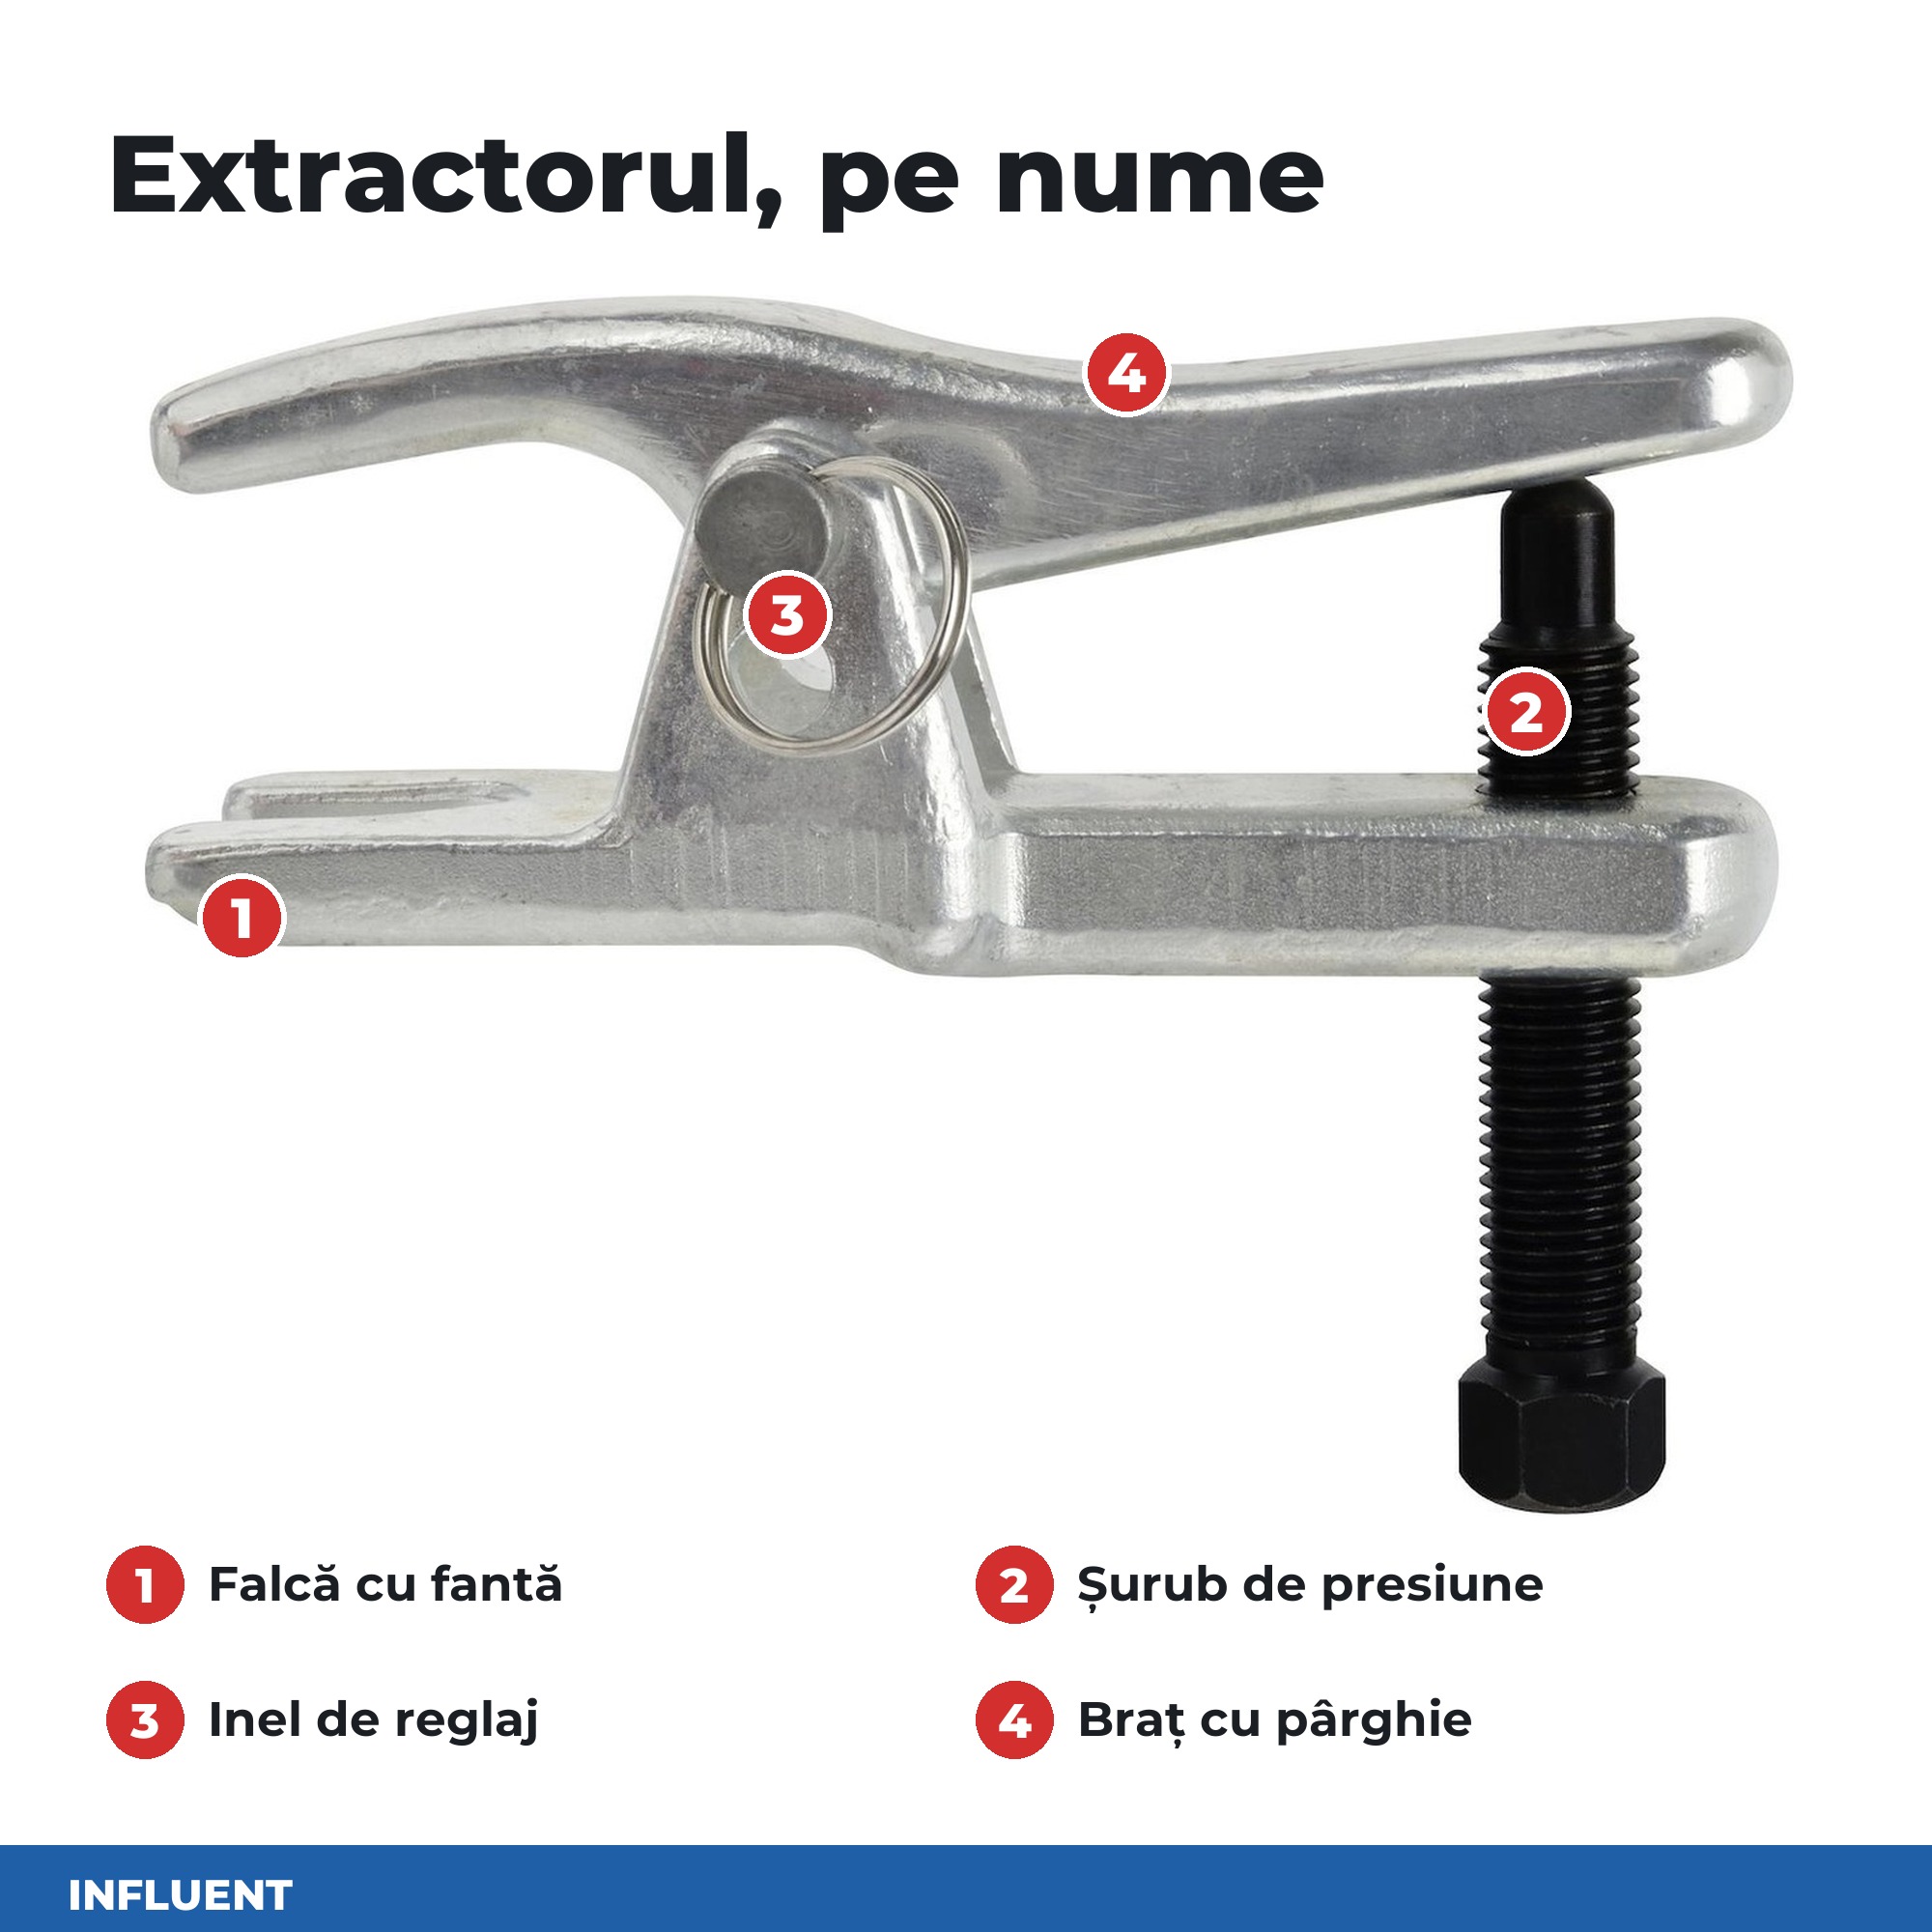 Extractorul, pe nume
4
3
2
1
1 Falcă cu fantă
2 Șurub de presiune
3 Inel de reglaj
4 Braț cu pârghie
INFLUENT